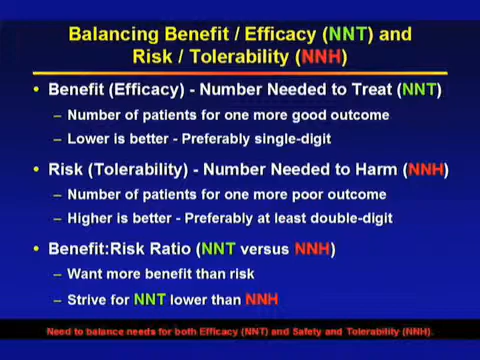 Balancing Benefit / Efficacy (NNT) and
Risk / Tolerability (NNH)
• Benefit (Efficacy) - Number Needed to Treat (NNT)
– Number of patients for one more good outcome
– Lower is better - Preferably single-digit
• Risk (Tolerability) - Number Needed to Harm (NNH)
– Number of patients for one more poor outcome
– Higher is better - Preferably at least double-digit
• Benefit:Risk Ratio (NNT versus NNH)
– Want more benefit than risk
– Strive for NNT lower than NNH
Need to balance needs for both Efficacy (NNT) and Safety and Tolerability (NNH).